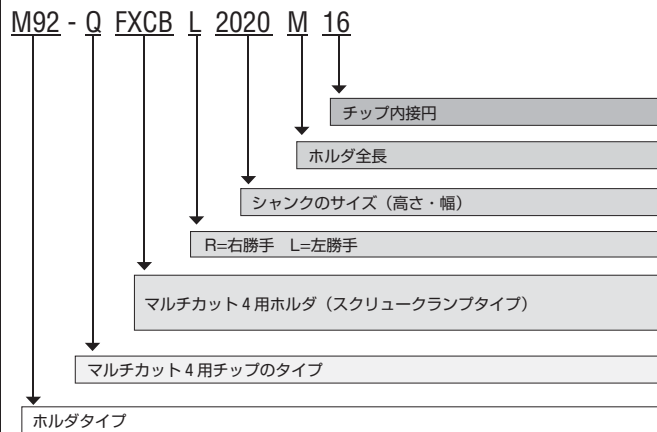 M92 - Q FXCB L 2020 M 16
チップ内接円
ホルダ全長
シャンクのサイズ（高さ・幅）
R=右勝手　L=左勝手
マルチカット4用ホルダ（スクリュークランプタイプ）
マルチカット4用チップのタイプ
ホルダタイプ